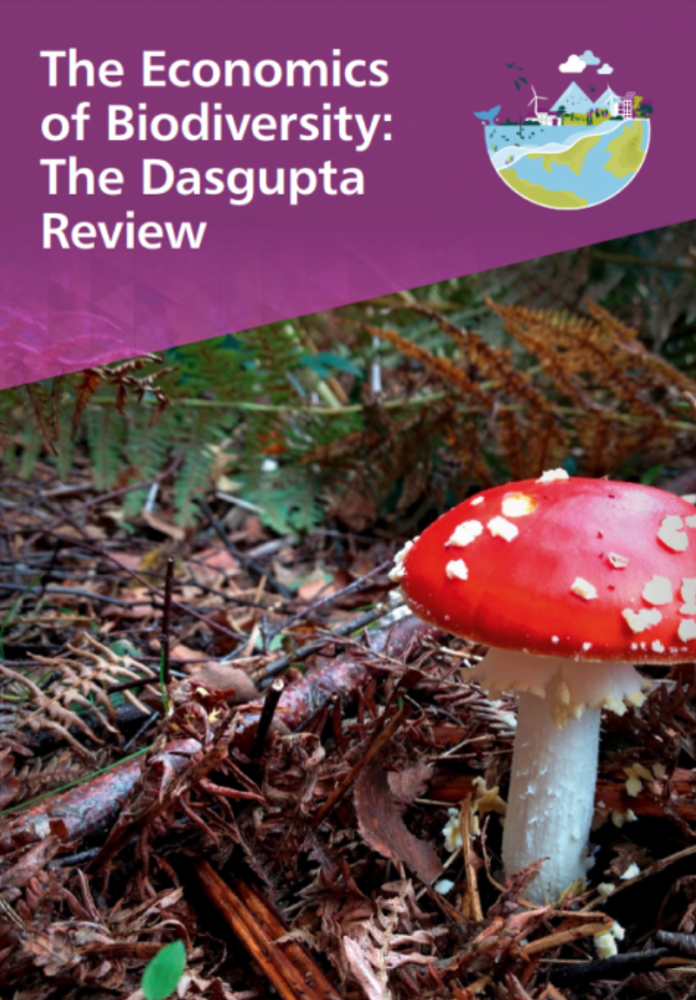 The Economics
of Biodiversity:
The Dasgupta
Review